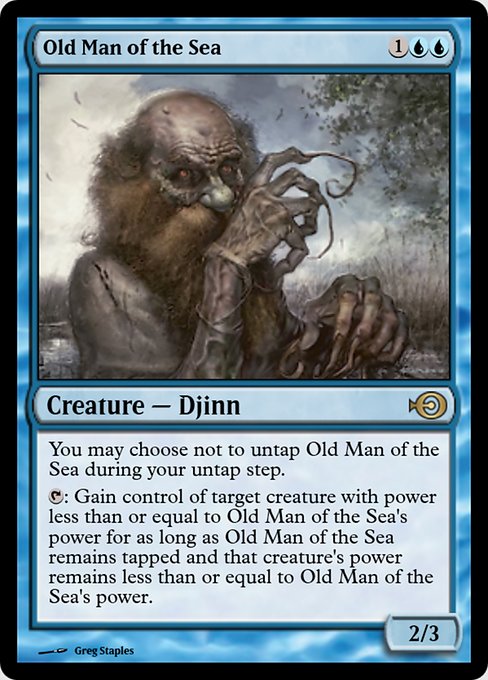 Old Man of the Sea 1
Creature — Djinn
You may choose not to untap Old Man of the
Sea during your untap step.
: Gain control of target creature with power
less than or equal to Old Man of the Sea's
power for as long as Old Man of the Sea
remains tapped and that creature's power
remains less than or equal to Old Man of the
Sea's power.
2/3
Greg Staples